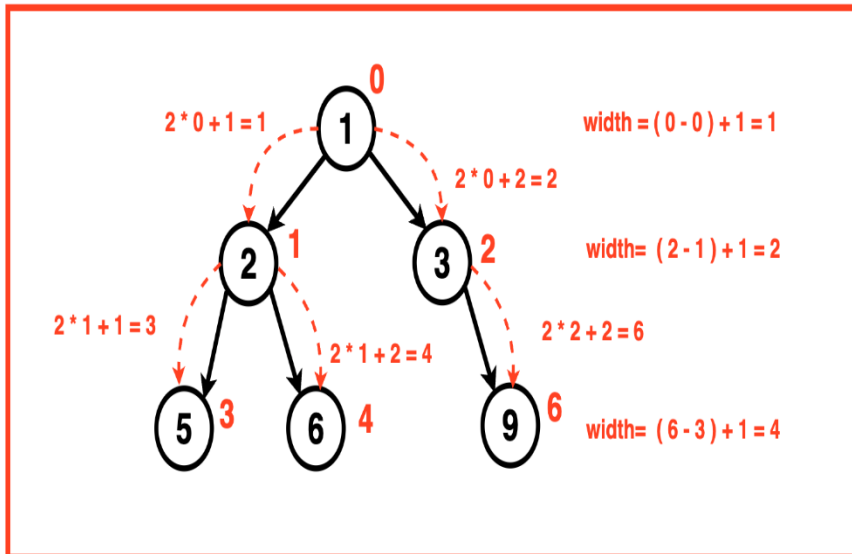 0
2 * 0 + 1 = 1
1
width = ( 0 - 0 ) + 1 = 1
2 * 0 + 2 = 2
2
1
3
2
width= ( 2 - 1 ) + 1 = 2
2 * 1 + 1 = 3
2 * 1 + 2 = 4
2 * 2 + 2 = 6
5
3
6
4
9
6
width= ( 6 - 3 ) + 1 = 4